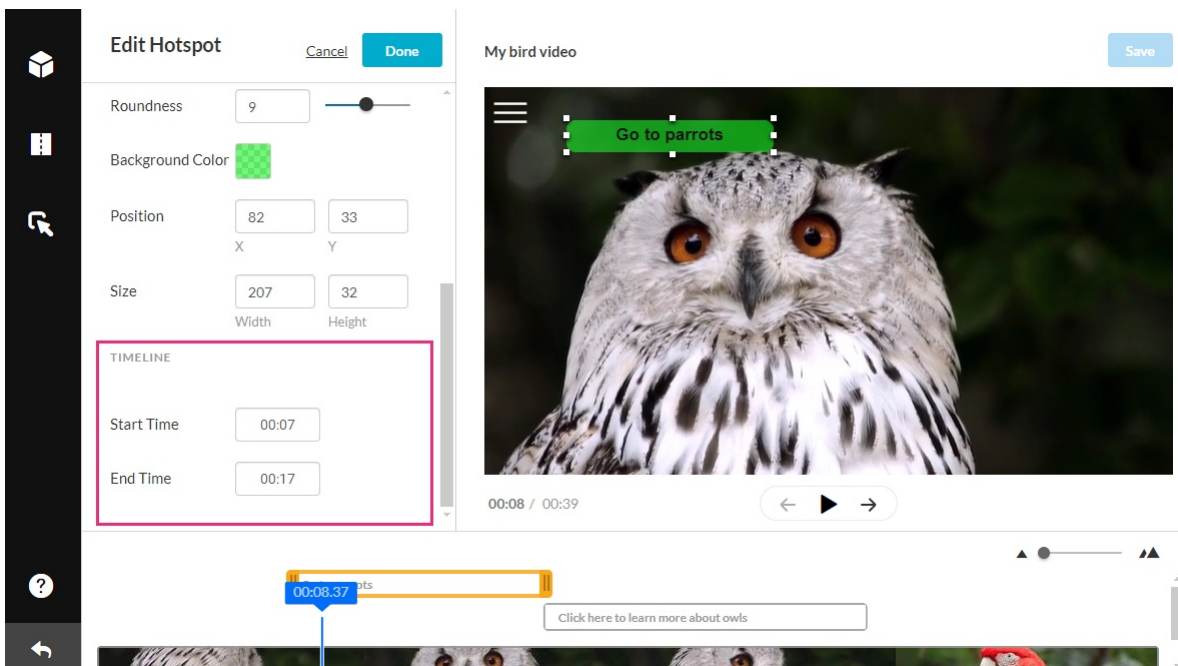 Edit Hotspot
Cancel
Done
Roundness
9
Background Color
Position
82
33
X
Y
Size
207
32
Width
Height
TIMELINE
Start Time
00:07
End Time
00:17
My bird video
Save
Go to parrots
00:08 / 00:39
00:08.37
Click here to learn more about owls